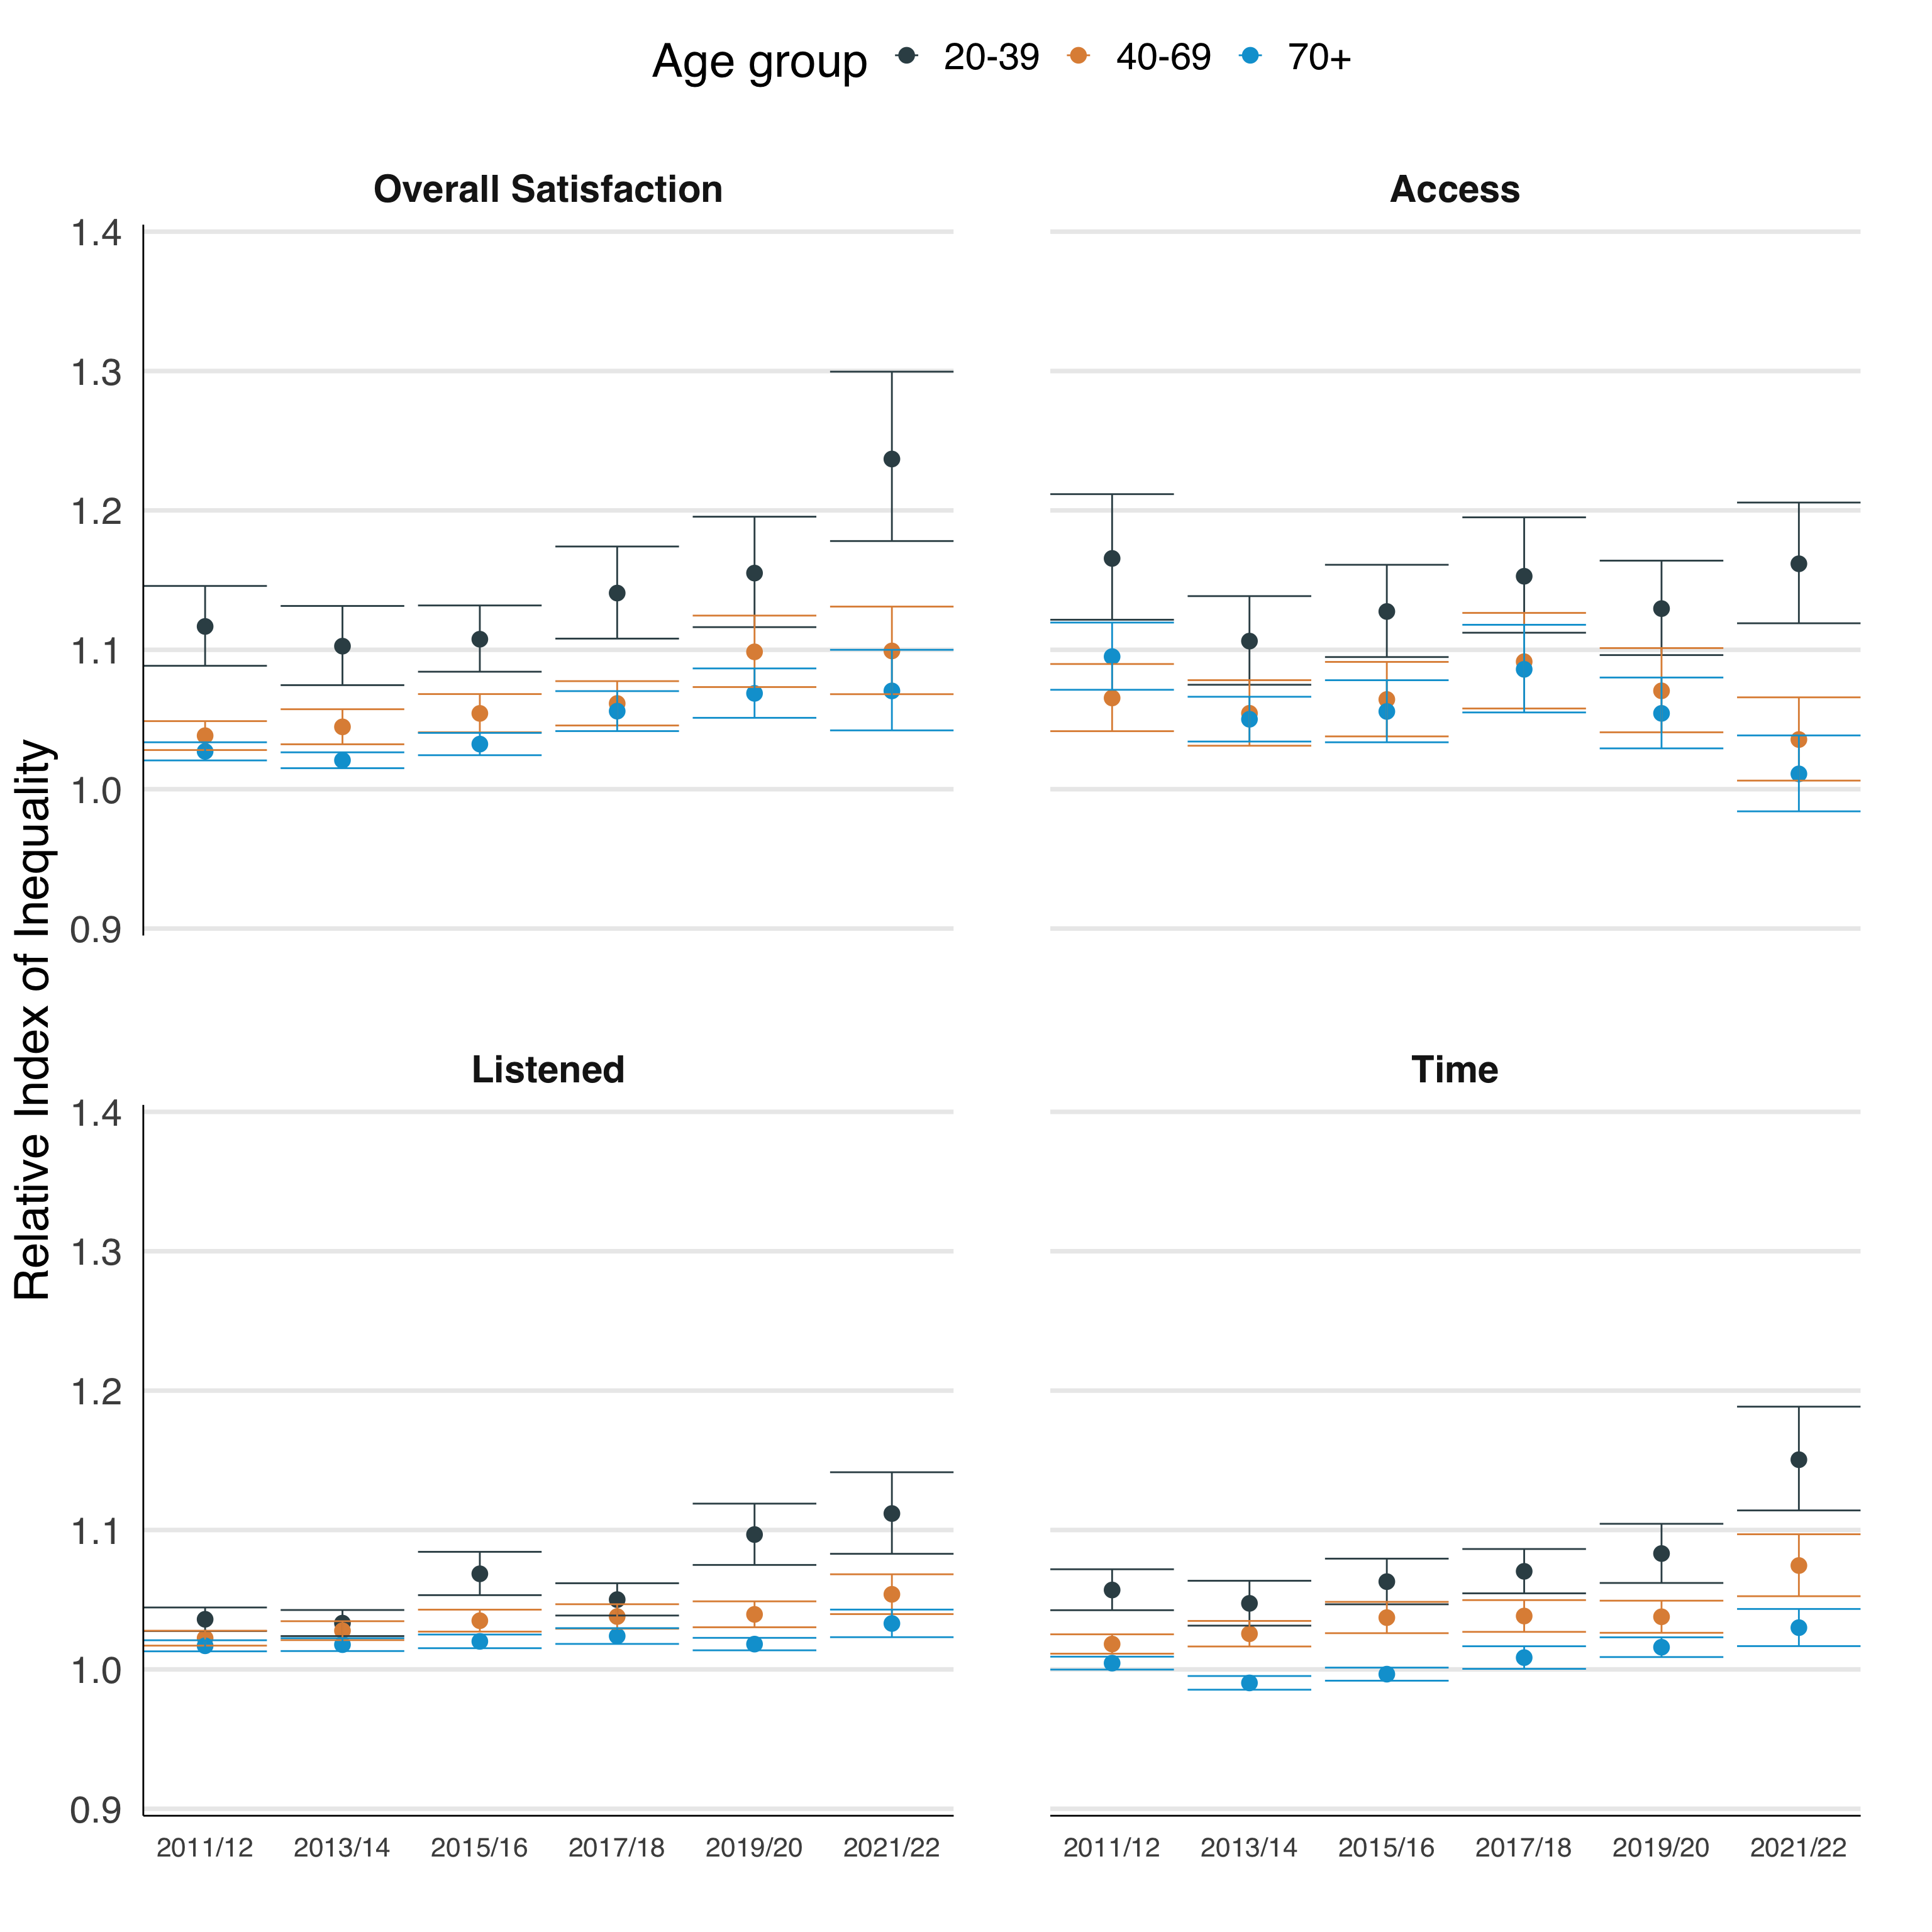 Age group 20-39 40-69 70+
Overall Satisfaction
Access
1.4
1.3
1.2
1.1
1.0
0.9
Relative Index of Inequality
Listened
Time
1.4
1.3
1.2
1.1
1.0
0.9
2011/12 2013/14 2015/16 2017/18 2019/20 2021/22
2011/12 2013/14 2015/16 2017/18 2019/20 2021/22